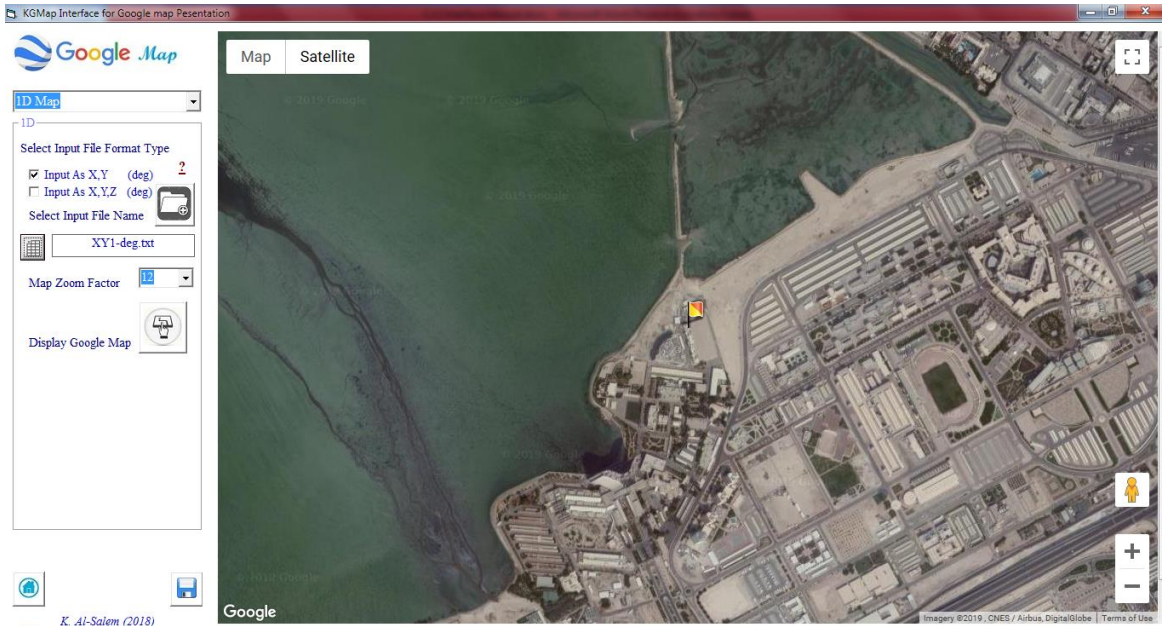 KGMap Interface for Google map Pesentation
Google Map
1D Map
1D
Select Input File Format Type
Input As X,Y (deg)
?
Input As X,Y,Z (deg)
Select Input File Name
XY1-deg.txt
Map Zoom Factor
12
Display Google Map
K. Al-Salem (2018)
Map
Satellite
© 2019 Google
© 2019 Google
© 2019 Google
© 2019 Google
© 2019 Google
Google
Imagery ©2019 , CNES / Airbus, DigitalGlobe
Terms of Use